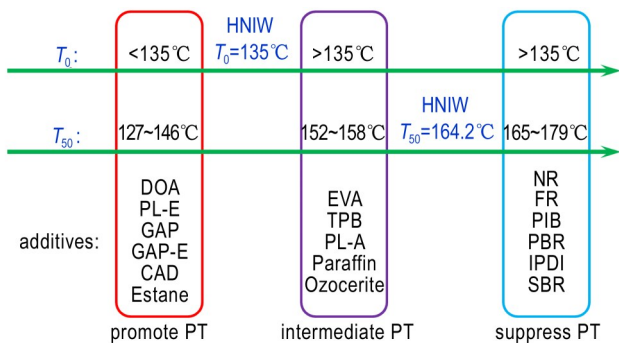 HNIW
T₀: <135℃ T₀=135℃ >135℃ >135℃
HNIW
T₅₀: 127~146℃ 152~158℃ T₅₀=164.2℃ 165~179℃
additives:
DOA
PL-E
GAP
GAP-E
CAD
Estane
EVA
TPB
PL-A
Paraffin
Ozocerite
NR
FR
PIB
PBR
IPDI
SBR
promote PT intermediate PT suppress PT